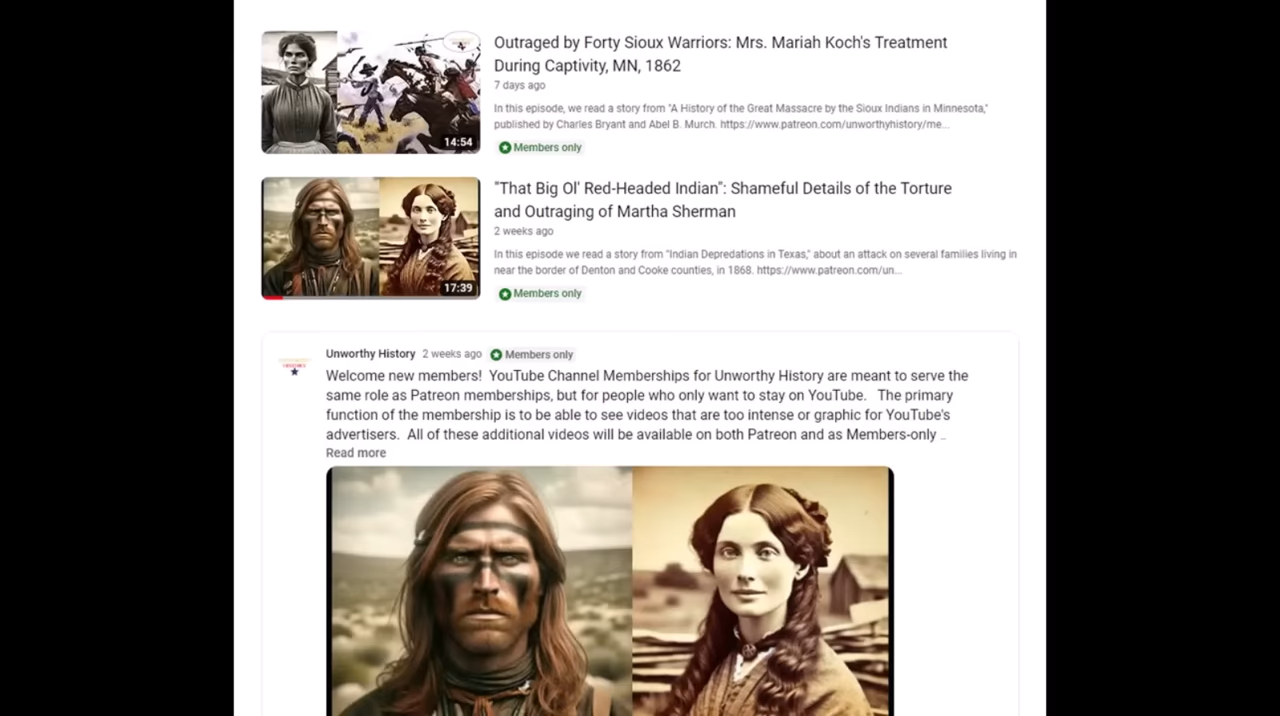 Outraged by Forty Sioux Warriors: Mrs. Mariah Koch's Treatment
During Captivity, MN, 1862
7 days ago
In this episode, we read a story from "A History of the Great Massacre by the Sioux Indians in Minnesota,"
published by Charles Bryant and Abel B. Murch. https://www.patreon.com/unworthyhistory/me...
14:54
Members only
"That Big Ol' Red-Headed Indian": Shameful Details of the Torture
and Outraging of Martha Sherman
2 weeks ago
In this episode we read a story from "Indian Depredations in Texas," about an attack on several families living in
near the border of Denton and Cooke counties, in 1868. https://www.patreon.com/un...
17:39
Members only
Unworthy History 2 weeks ago Members only
Welcome new members!  YouTube Channel Memberships for Unworthy History are meant to serve the
same role as Patreon memberships, but for people who only want to stay on YouTube.   The primary
function of the membership is to be able to see videos that are too intense or graphic for YouTube's
advertisers.  All of these additional videos will be available on both Patreon and as Members-only ...
Read more